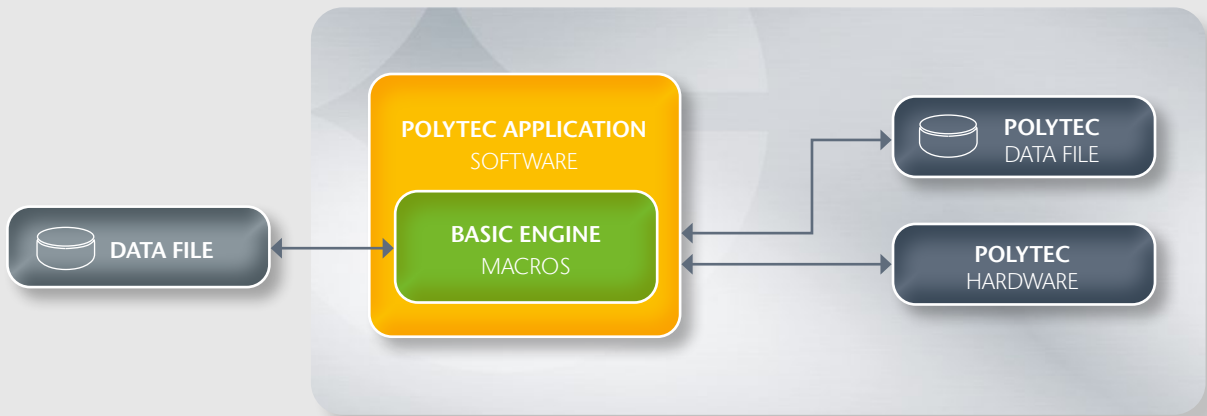 DATA FILE
POLYTEC APPLICATION
SOFTWARE
BASIC ENGINE
MACROS
POLYTEC
DATA FILE
POLYTEC
HARDWARE